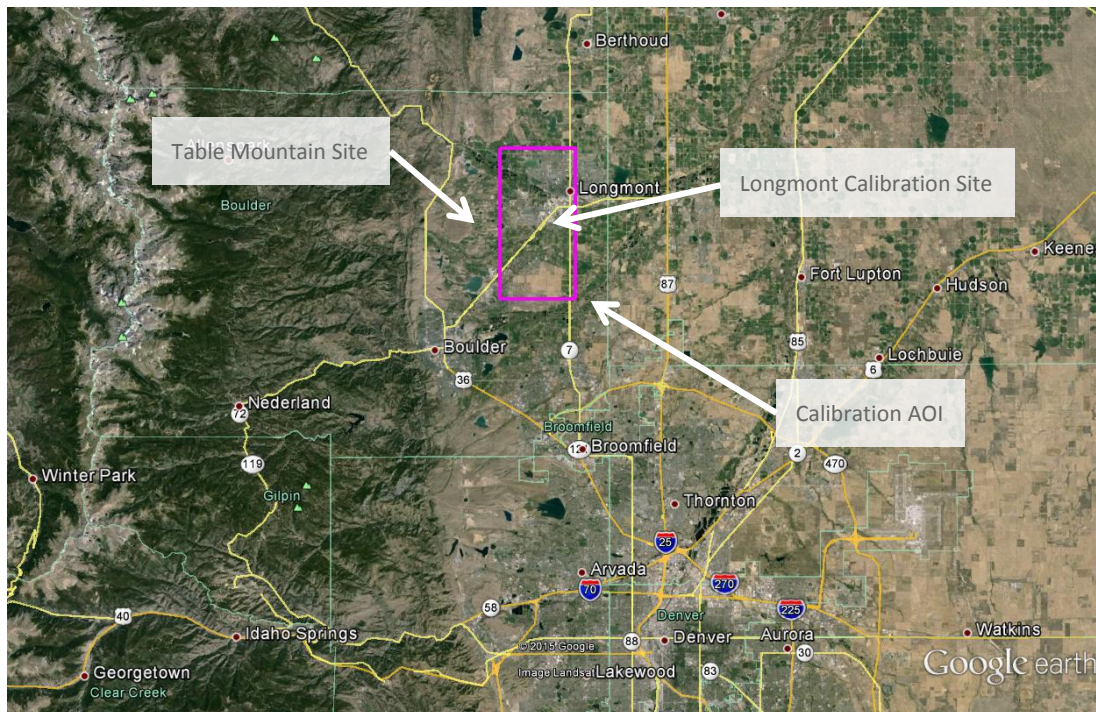 Berthoud
Table Mountain Site
Longmont
Longmont Calibration Site
Boulder
Keene
Fort Lupton
87
Hudson
85
Boulder
7
Lochbuie
6
36
Nederland
72
Calibration AOI
Broomfield
Broomfield
2
119
470
Winter Park
Gilpin
Thornton
25
Arvada
70
270
58
225
40
Denver
Idaho Springs
88
Denver
Aurora
Watkins
© 2015 Google
30
Georgetown
Image Landsat
Lakewood
83
Google earth
Clear Creek